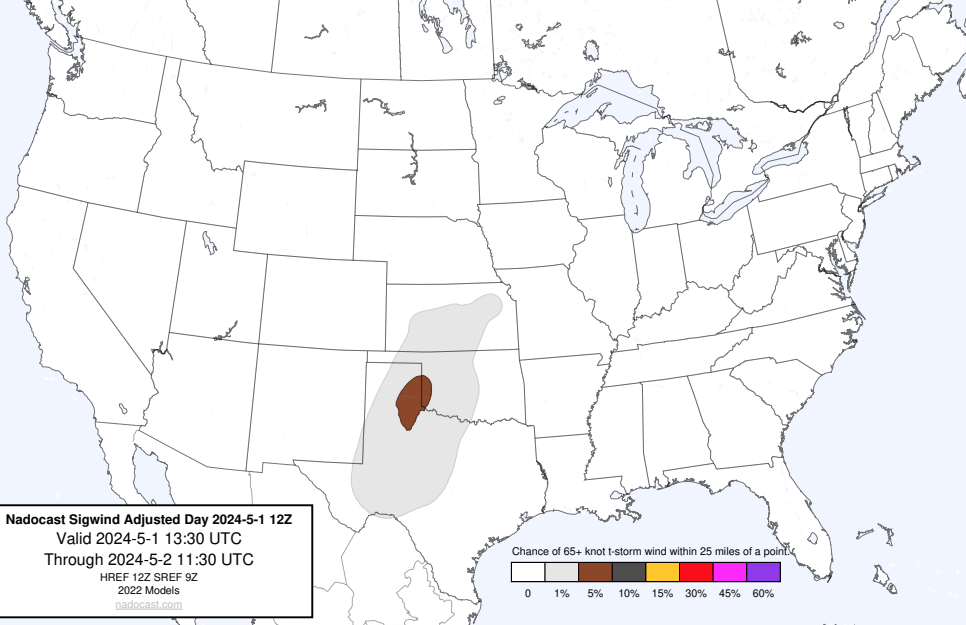 Nadocast Sigwind Adjusted Day 2024-5-1 12Z
Valid 2024-5-1 13:30 UTC
Through 2024-5-2 11:30 UTC
HREF 12Z SREF 9Z
2022 Models
nadocast.com
Chance of 65+ knot t-storm wind within 25 miles of a point.
0 1% 5% 10% 15% 30% 45% 60%